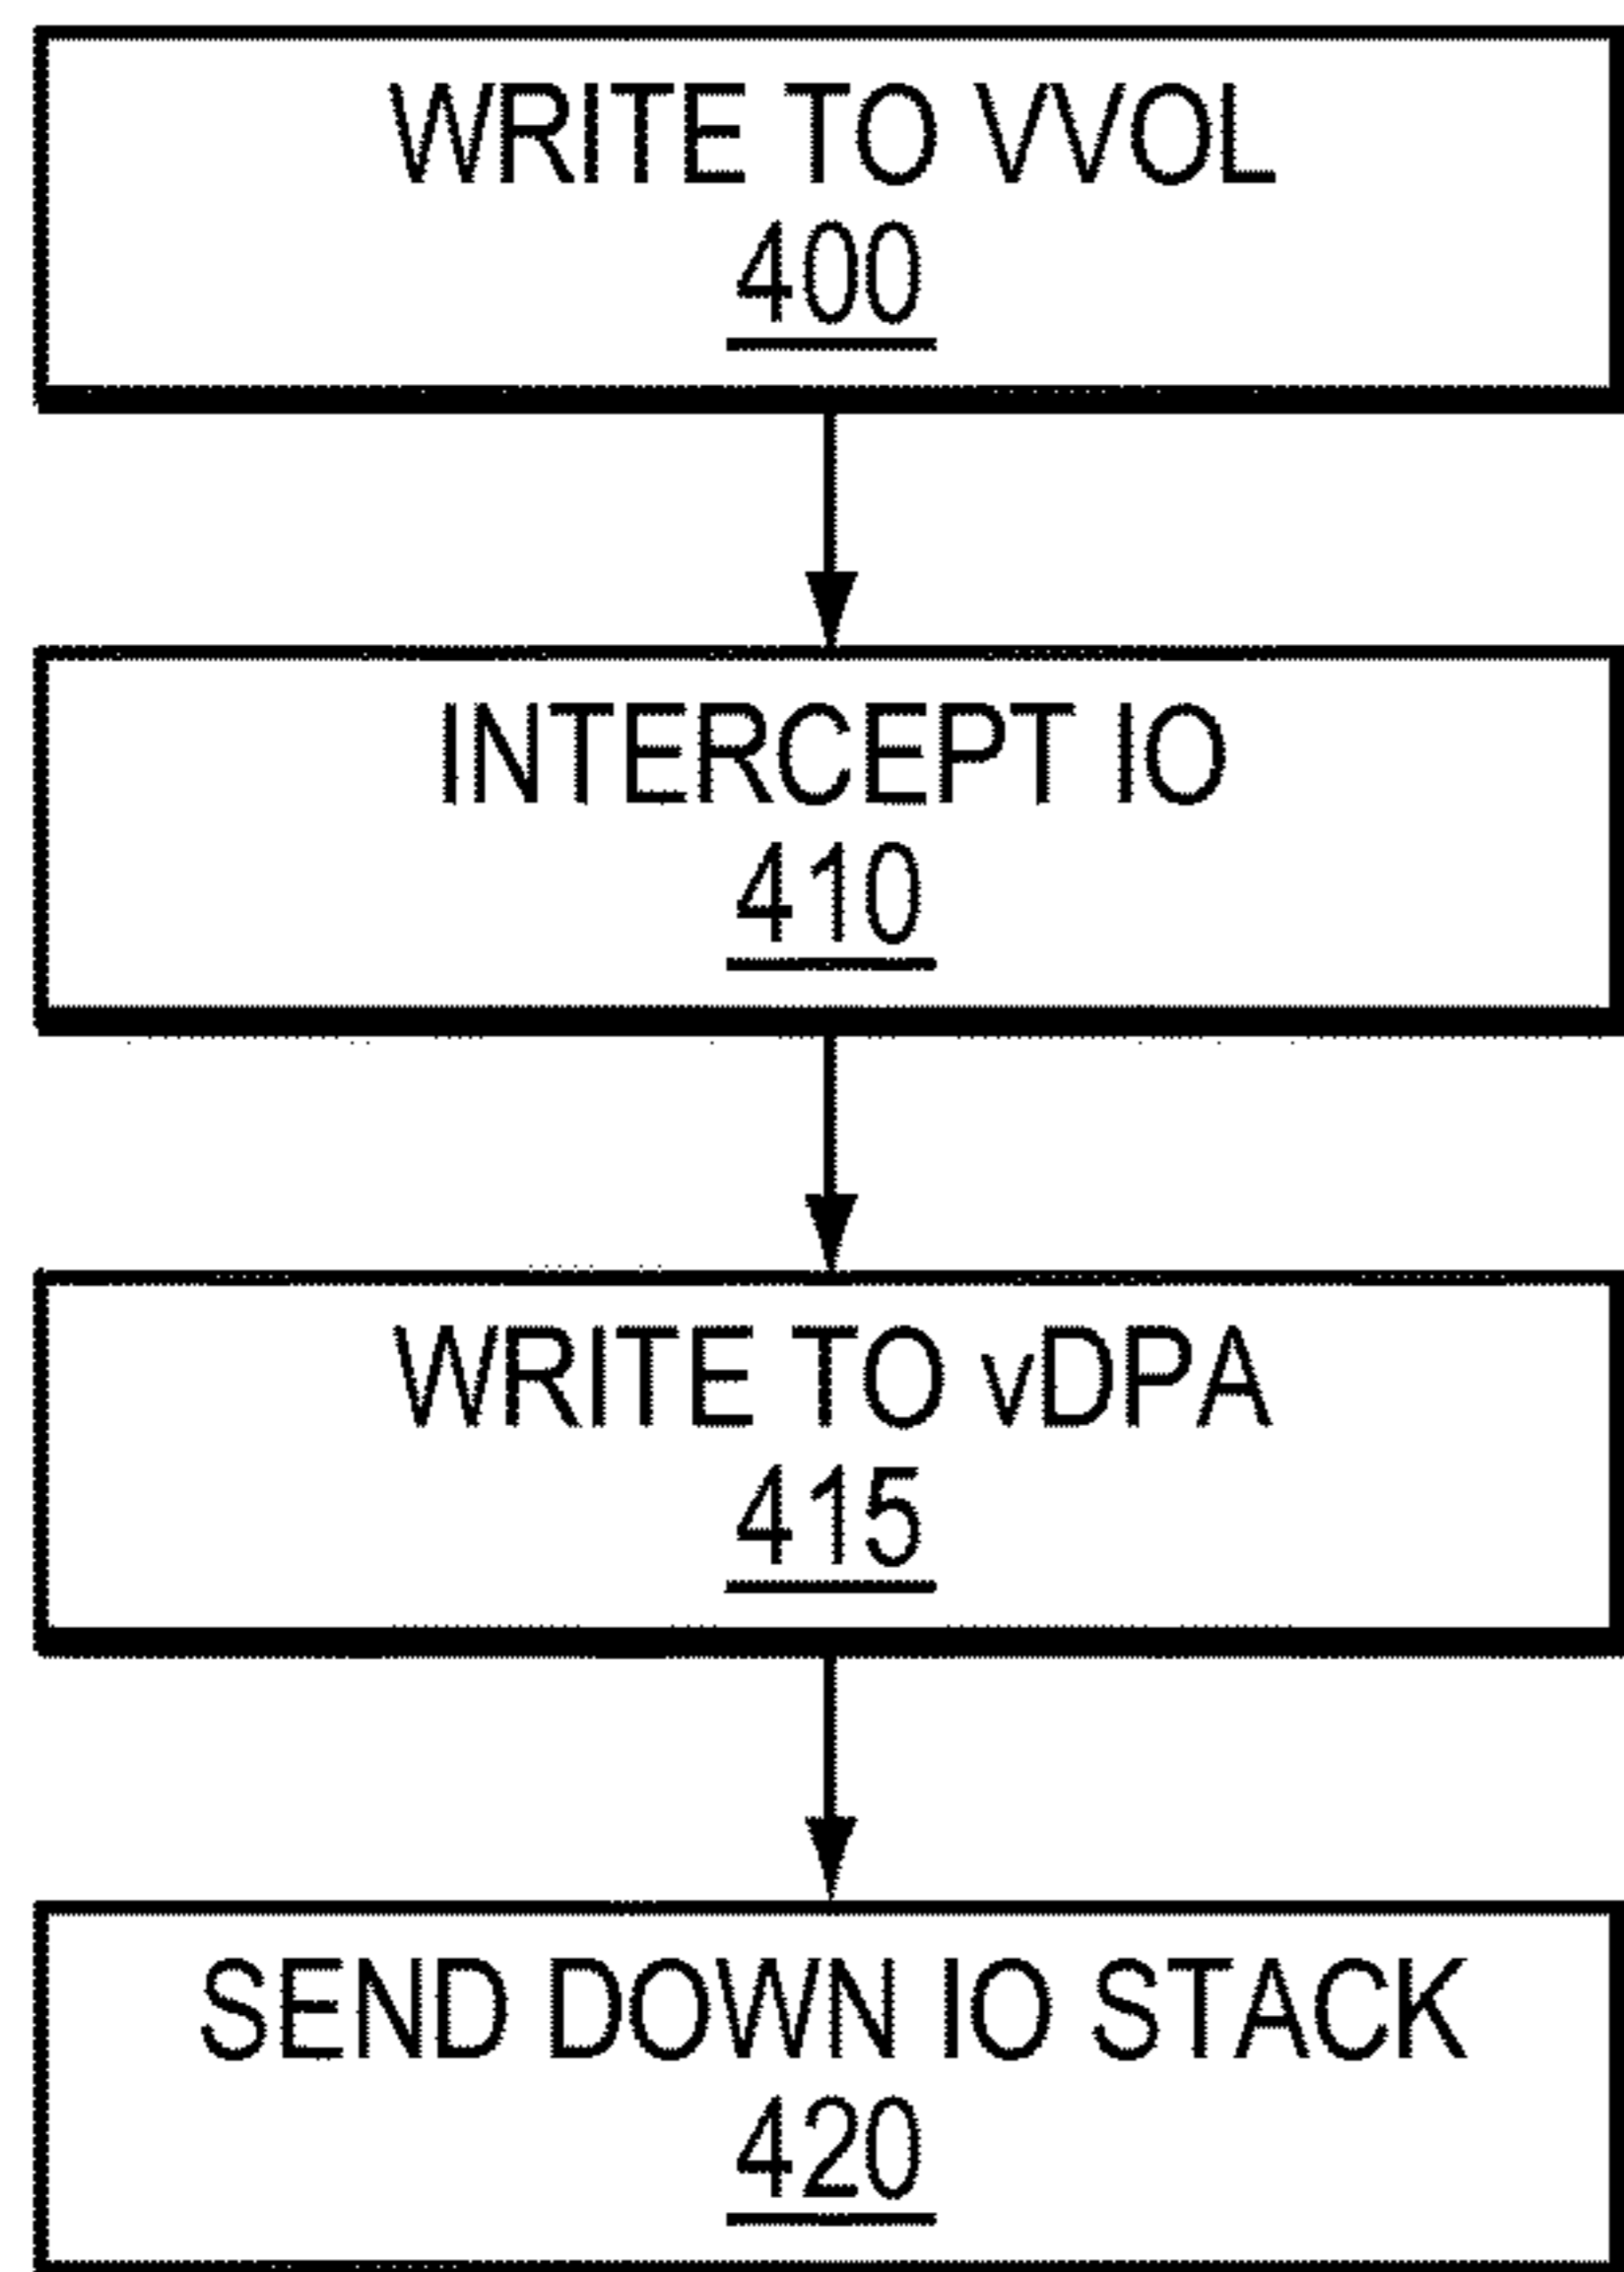 WRITE TO VVOL
400
INTERCEPT IO
410
WRITE TO vDPA
415
SEND DOWN IO STACK
420